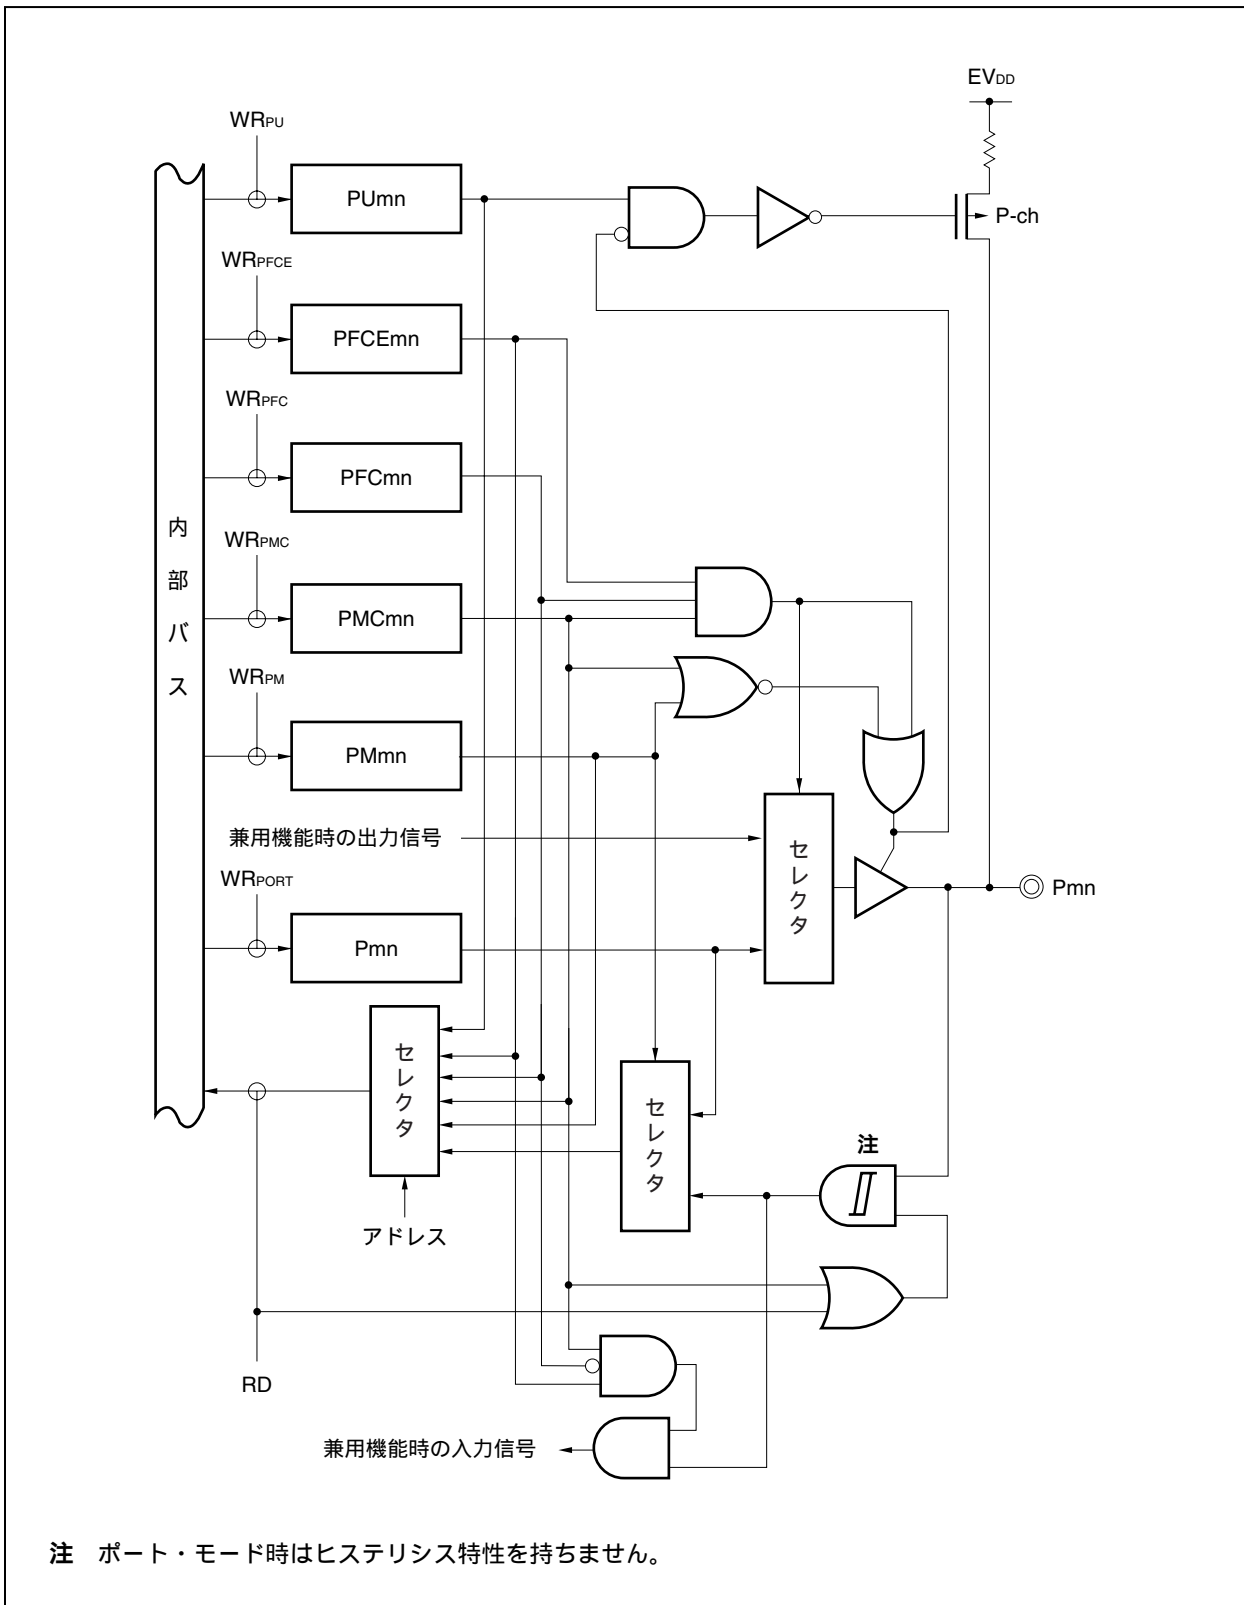 EVDD
WRPU
PUmn
P-ch
WRPFCE
PFCEmn
WRPFC
PFCmn
内部バス
WRPMC
PMCmn
WRPM
PMmn
兼用機能時の出力信号
セレクタ
WRPORT
Pmn
Pmn
セレクタ
セレクタ
注
アドレス
RD
兼用機能時の入力信号
注 ポート・モード時はヒステリシス特性を持ちません。